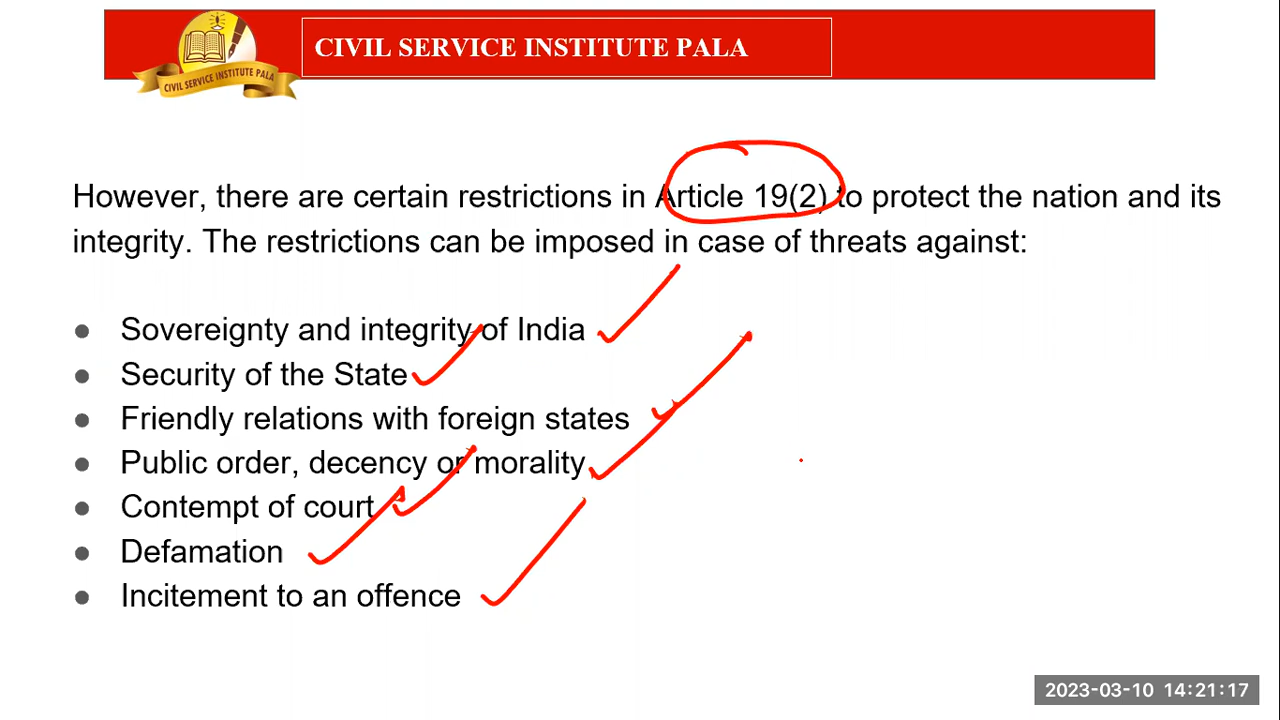 CIVIL SERVICE INSTITUTE PALA
CIVIL SERVICE INSTITUTE PALA
However, there are certain restrictions in Article 19(2) to protect the nation and its
integrity. The restrictions can be imposed in case of threats against:
● Sovereignty and integrity of India
● Security of the State
● Friendly relations with foreign states
● Public order, decency or morality
● Contempt of court
● Defamation
● Incitement to an offence
2023-03-10 14:21:17